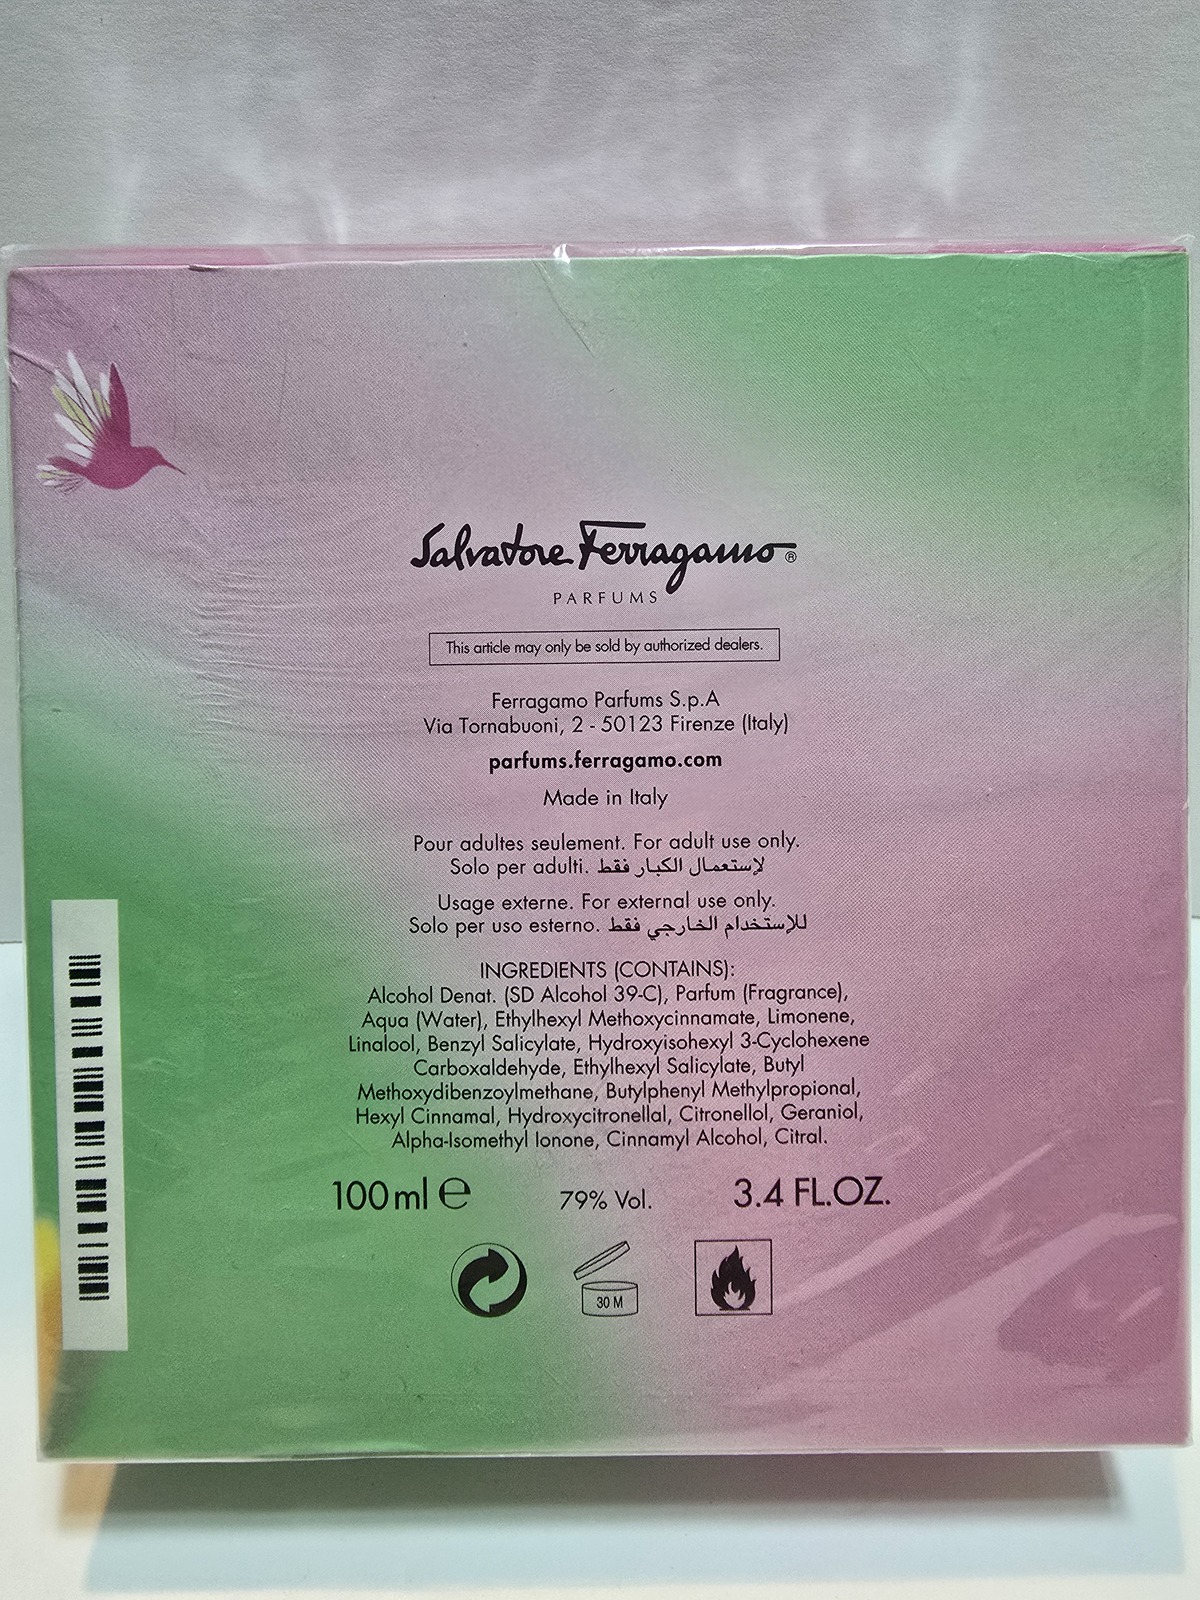 Salvatore Ferragamo®
PARFUMS
This article may only be sold by authorized dealers.
Ferragamo Parfums S.p.A
Via Tornabuoni, 2 - 50123 Firenze (Italy)
parfums.ferragamo.com
Made in Italy
Pour adultes seulement. For adult use only.
Solo per adulti. لإستعمال الكبار فقط
Usage externe. For external use only.
Solo per uso esterno. للإستخدام الخارجي فقط
INGREDIENTS (CONTAINS):
Alcohol Denat. (SD Alcohol 39-C), Parfum (Fragrance),
Aqua (Water), Ethylhexyl Methoxycinnamate, Limonene,
Linalool, Benzyl Salicylate, Hydroxyisohexyl 3-Cyclohexene
Carboxaldehyde, Ethylhexyl Salicylate, Butyl
Methoxydibenzoylmethane, Butylphenyl Methylpropional,
Hexyl Cinnamal, Hydroxycitronellal, Citronellol, Geraniol,
Alpha-Isomethyl Ionone, Cinnamyl Alcohol, Citral.
100 ml ℮ 79% Vol. 3.4 FL.OZ.
30 M